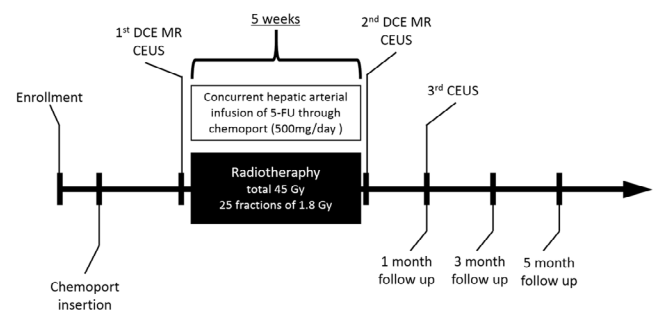 5 weeks
1st DCE MR
CEUS
2nd DCE MR
CEUS
Enrollment
Concurrent hepatic arterial
infusion of 5-FU through
chemoport (500mg/day )
3rd CEUS
Radiotheraphy
total 45 Gy
25 fractions of 1.8 Gy
Chemoport
insertion
1 month
follow up
3 month
follow up
5 month
follow up